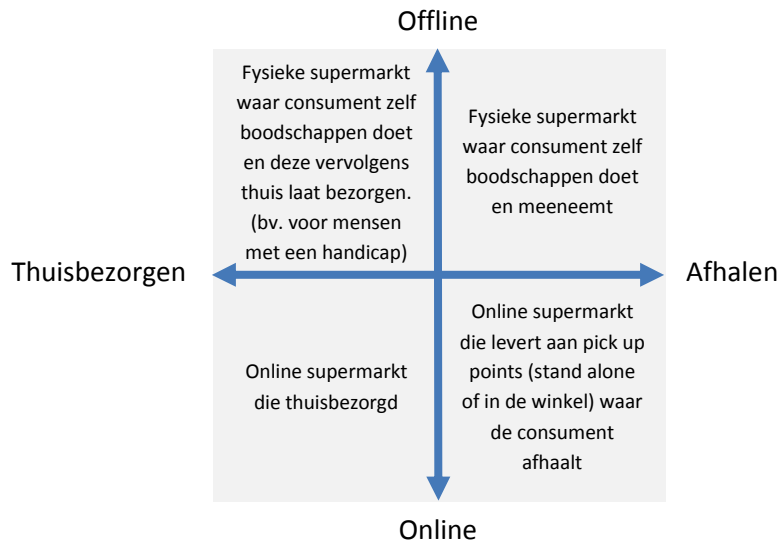 Offline
Fysieke supermarkt
waar consument zelf
boodschappen doet
en deze vervolgens
thuis laat bezorgen.
(bv. voor mensen
met een handicap)
Fysieke supermarkt
waar consument zelf
boodschappen doet
en meeneemt
Thuisbezorgen
Afhalen
Online supermarkt
die thuisbezorgd
Online supermarkt
die levert aan pick up
points (stand alone
of in de winkel) waar
de consument
afhaalt
Online